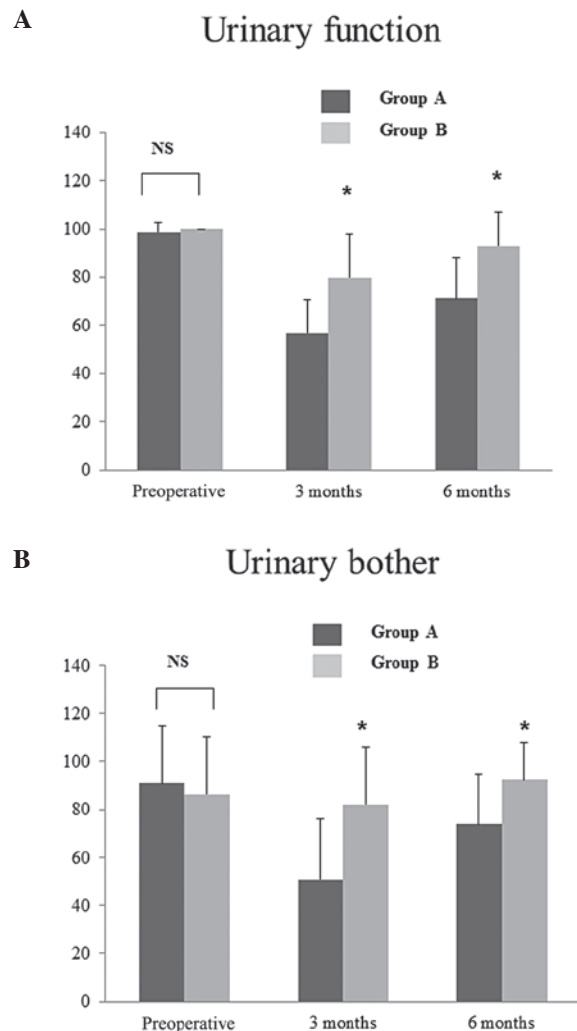 A
Urinary function
Group A
Group B
140
120
100
80
60
40
20
0
NS
*
*
Preoperative 3 months 6 months
B
Urinary bother
Group A
Group B
140
120
100
80
60
40
20
0
NS
*
*
Preoperative 3 months 6 months